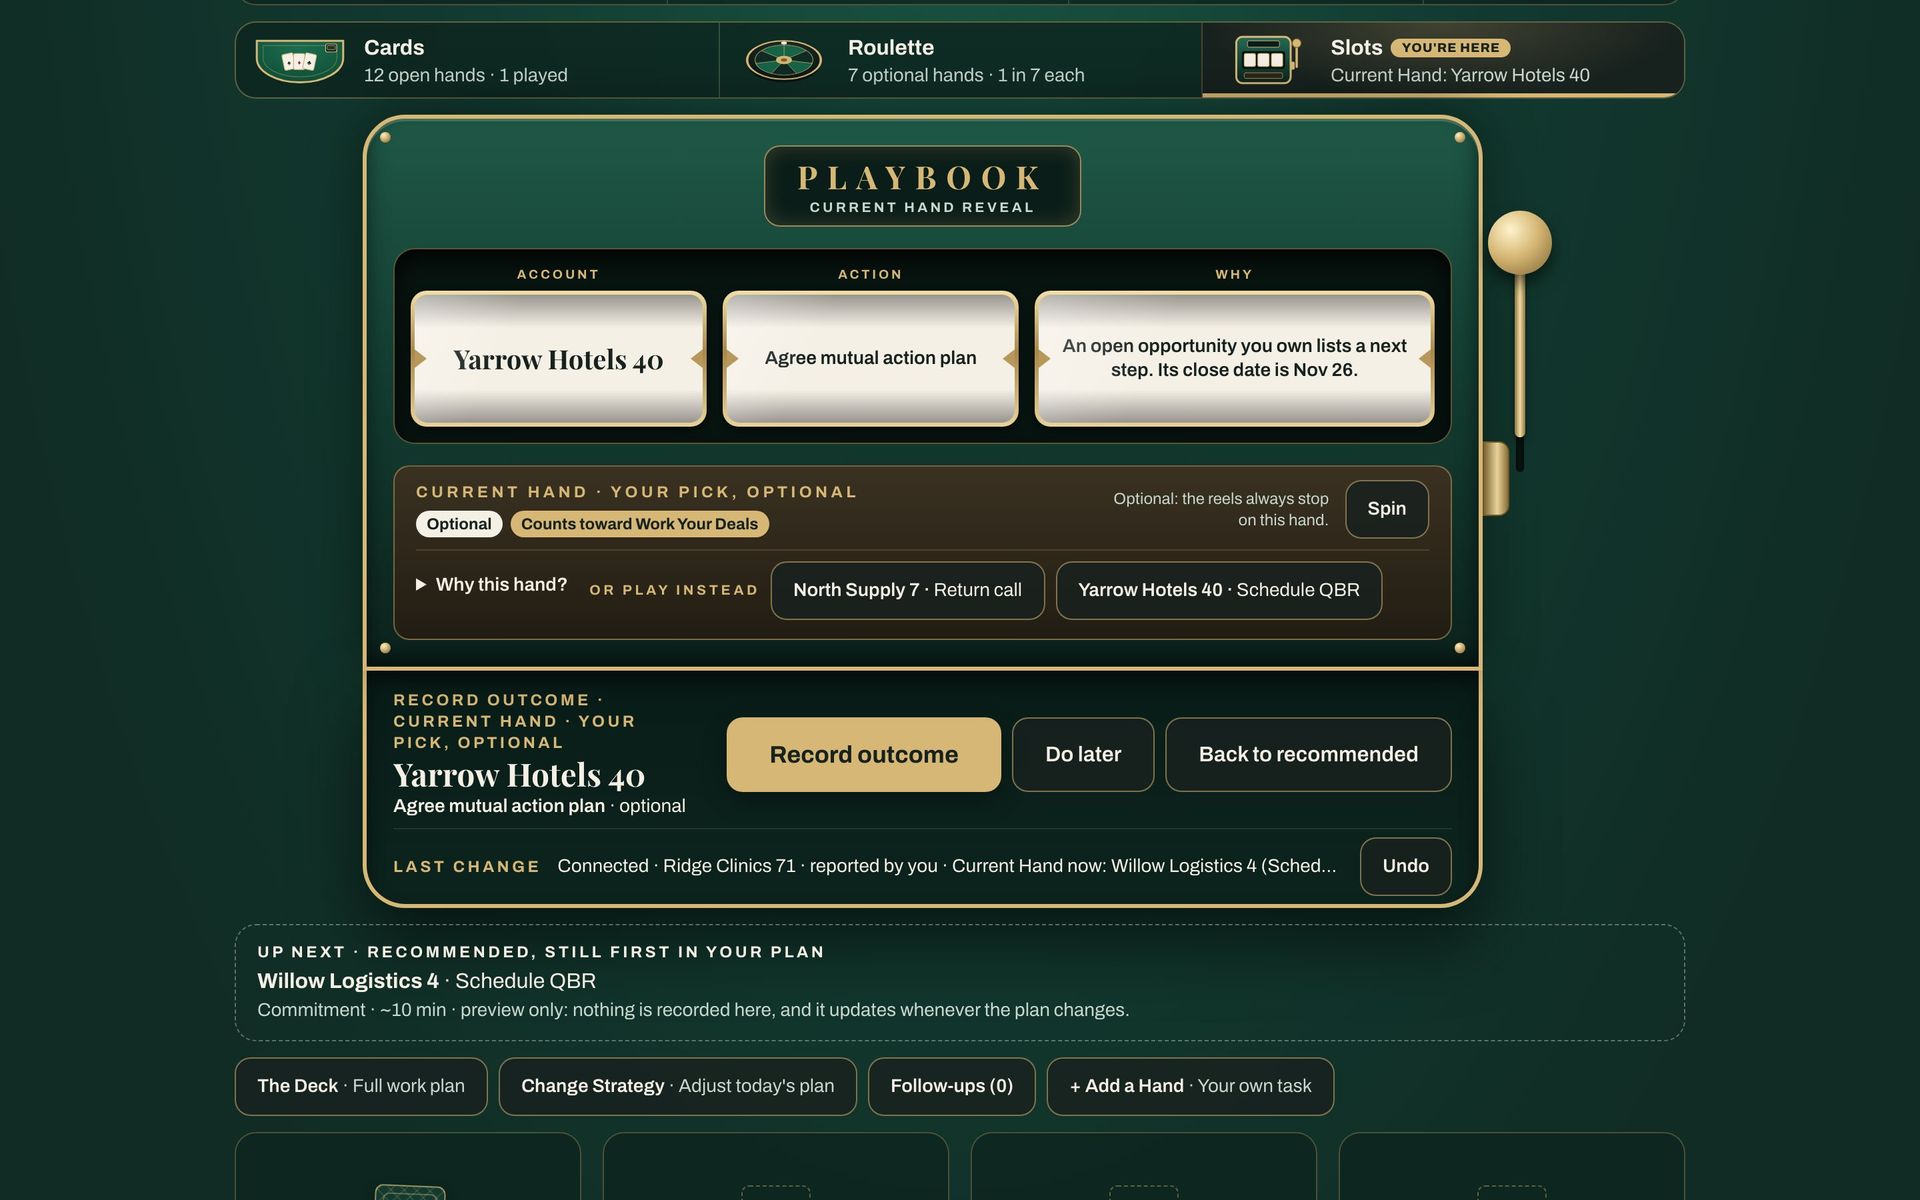 Cards
12 open hands · 1 played
Roulette
7 optional hands · 1 in 7 each
Slots YOU'RE HERE
Current Hand: Yarrow Hotels 40
PLAYBOOK
CURRENT HAND REVEAL
ACCOUNT
Yarrow Hotels 40
ACTION
Agree mutual action plan
WHY
An open opportunity you own lists a next
step. Its close date is Nov 26.
CURRENT HAND · YOUR PICK, OPTIONAL
Optional
Counts toward Work Your Deals
Optional: the reels always stop
on this hand.
Spin
Why this hand?
OR PLAY INSTEAD
North Supply 7 · Return call
Yarrow Hotels 40 · Schedule QBR
RECORD OUTCOME ·
CURRENT HAND · YOUR
PICK, OPTIONAL
Yarrow Hotels 40
Agree mutual action plan · optional
Record outcome
Do later
Back to recommended
LAST CHANGE
Connected · Ridge Clinics 71 · reported by you · Current Hand now: Willow Logistics 4 (Sched...
Undo
UP NEXT · RECOMMENDED, STILL FIRST IN YOUR PLAN
Willow Logistics 4 · Schedule QBR
Commitment · ~10 min · preview only: nothing is recorded here, and it updates whenever the plan changes.
The Deck · Full work plan
Change Strategy · Adjust today's plan
Follow-ups (0)
+ Add a Hand · Your own task